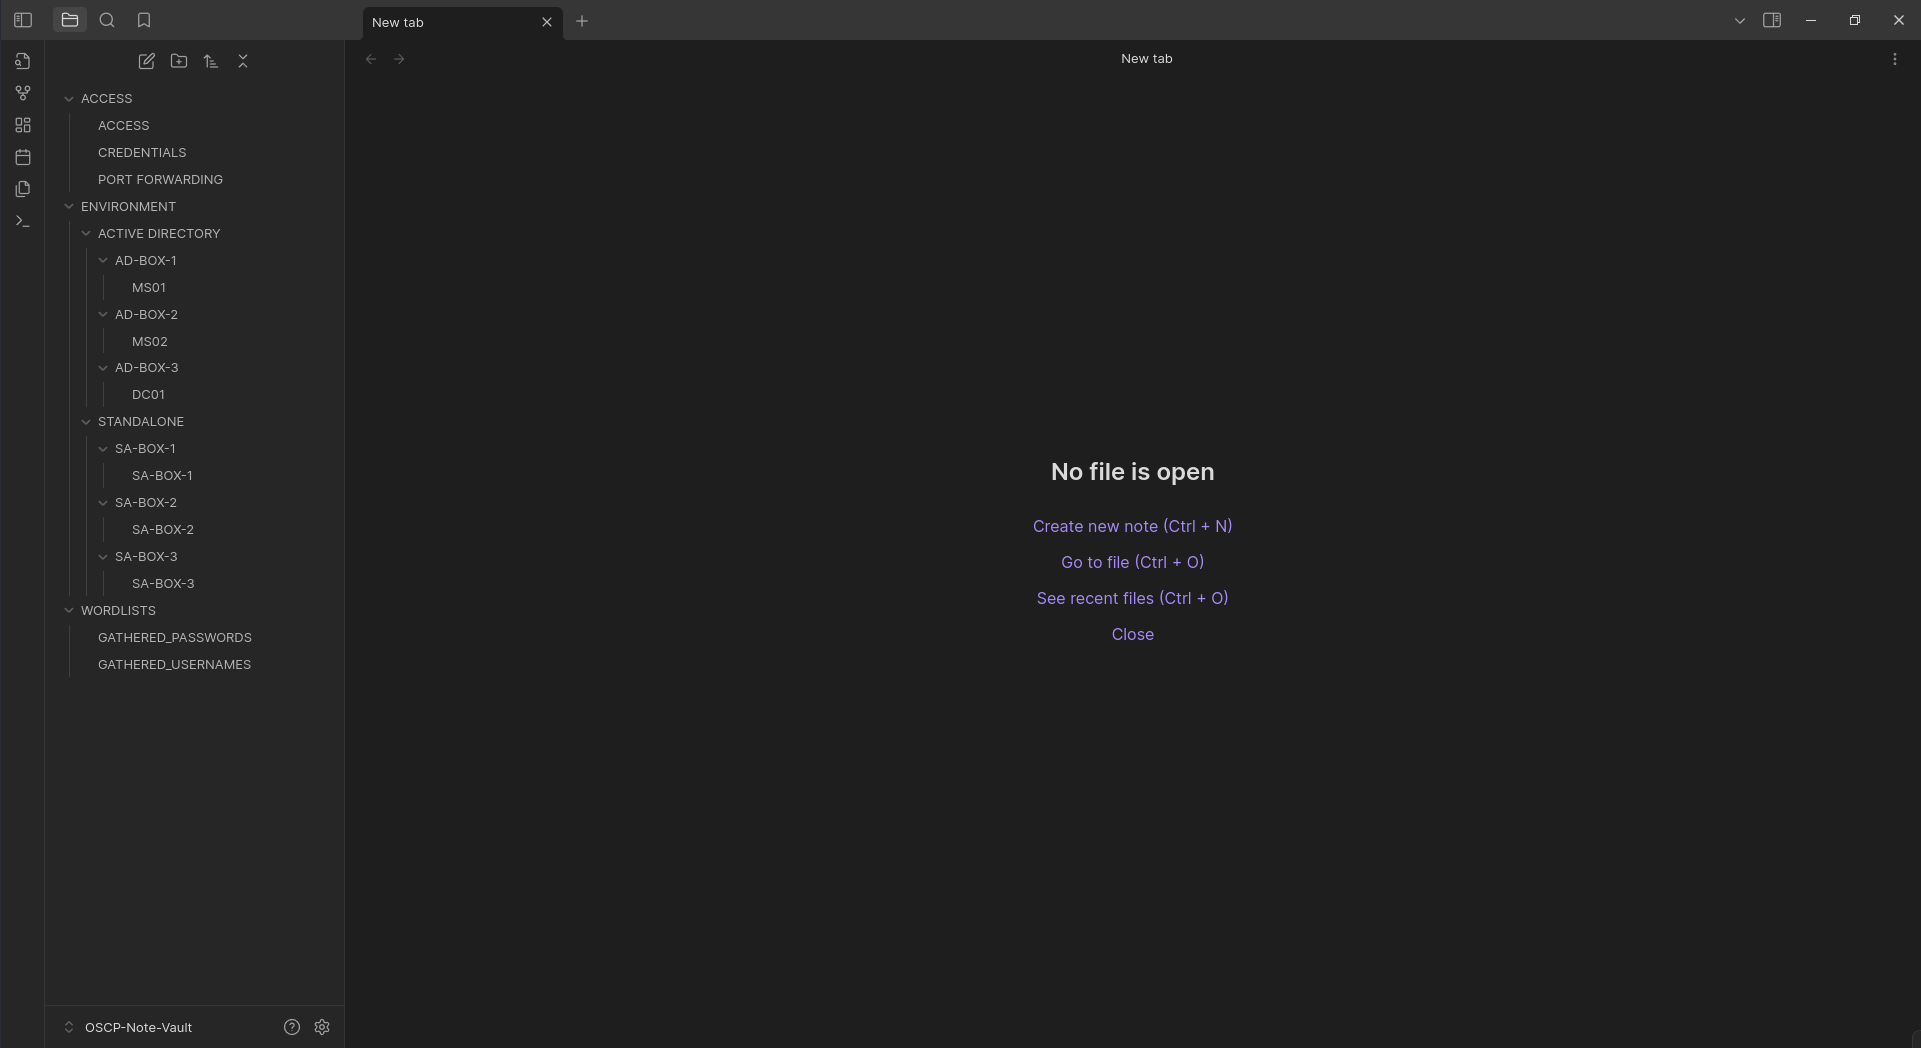 New tab
New tab
ACCESS
ACCESS
CREDENTIALS
PORT FORWARDING
ENVIRONMENT
ACTIVE DIRECTORY
AD-BOX-1
MS01
AD-BOX-2
MS02
AD-BOX-3
DC01
STANDALONE
SA-BOX-1
SA-BOX-1
SA-BOX-2
SA-BOX-2
SA-BOX-3
SA-BOX-3
WORDLISTS
GATHERED_PASSWORDS
GATHERED_USERNAMES
No file is open
Create new note (Ctrl + N)
Go to file (Ctrl + O)
See recent files (Ctrl + O)
Close
OSCP-Note-Vault